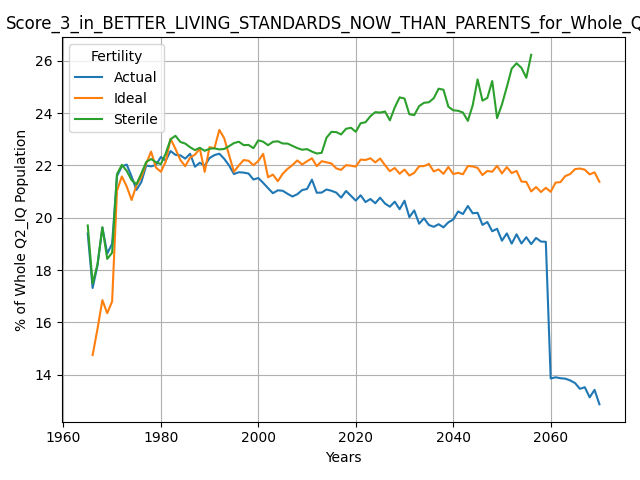 Score_3_in_BETTER_LIVING_STANDARDS_NOW_THAN_PARENTS_for_Whole_Q
Fertility
Actual
Ideal
Sterile
% of Whole Q2_IQ Population
26
24
22
20
18
16
14
1960
1980
2000
2020
2040
2060
Years